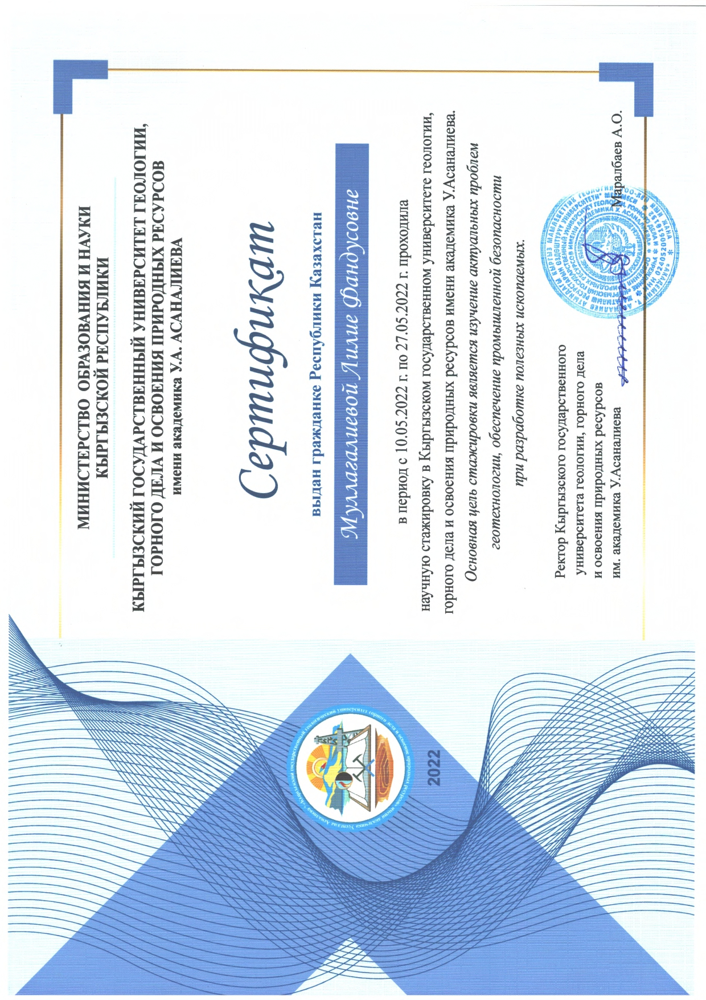 МИНИСТЕРСТВО ОБРАЗОВАНИЯ И НАУКИ
КЫРГЫЗСКОЙ РЕСПУБЛИКИ
КЫРГЫЗСКИЙ ГОСУДАРСТВЕННЫЙ УНИВЕРСИТЕТ ГЕОЛОГИИ,
ГОРНОГО ДЕЛА И ОСВОЕНИЯ ПРИРОДНЫХ РЕСУРСОВ
имени академика У.А. АСАНАЛИЕВА
Сертификат
выдан гражданке Республики Казахстан
Муллагалиевой Лилие Фандусовне
в период с 10.05.2022 г. по 27.05.2022 г. проходила
научную стажировку в Кыргызском государственном университете геологии,
горного дела и освоения природных ресурсов имени академика У.Асаналиева.
Основная цель стажировки является изучение актуальных проблем
геотехнологии, обеспечение промышленной безопасности
при разработке полезных ископаемых.
Ректор Кыргызского государственного
университета геологии, горного дела
и освоения природных ресурсов
им. академика У.Асаналиева
Маралбаев А.О.
2022